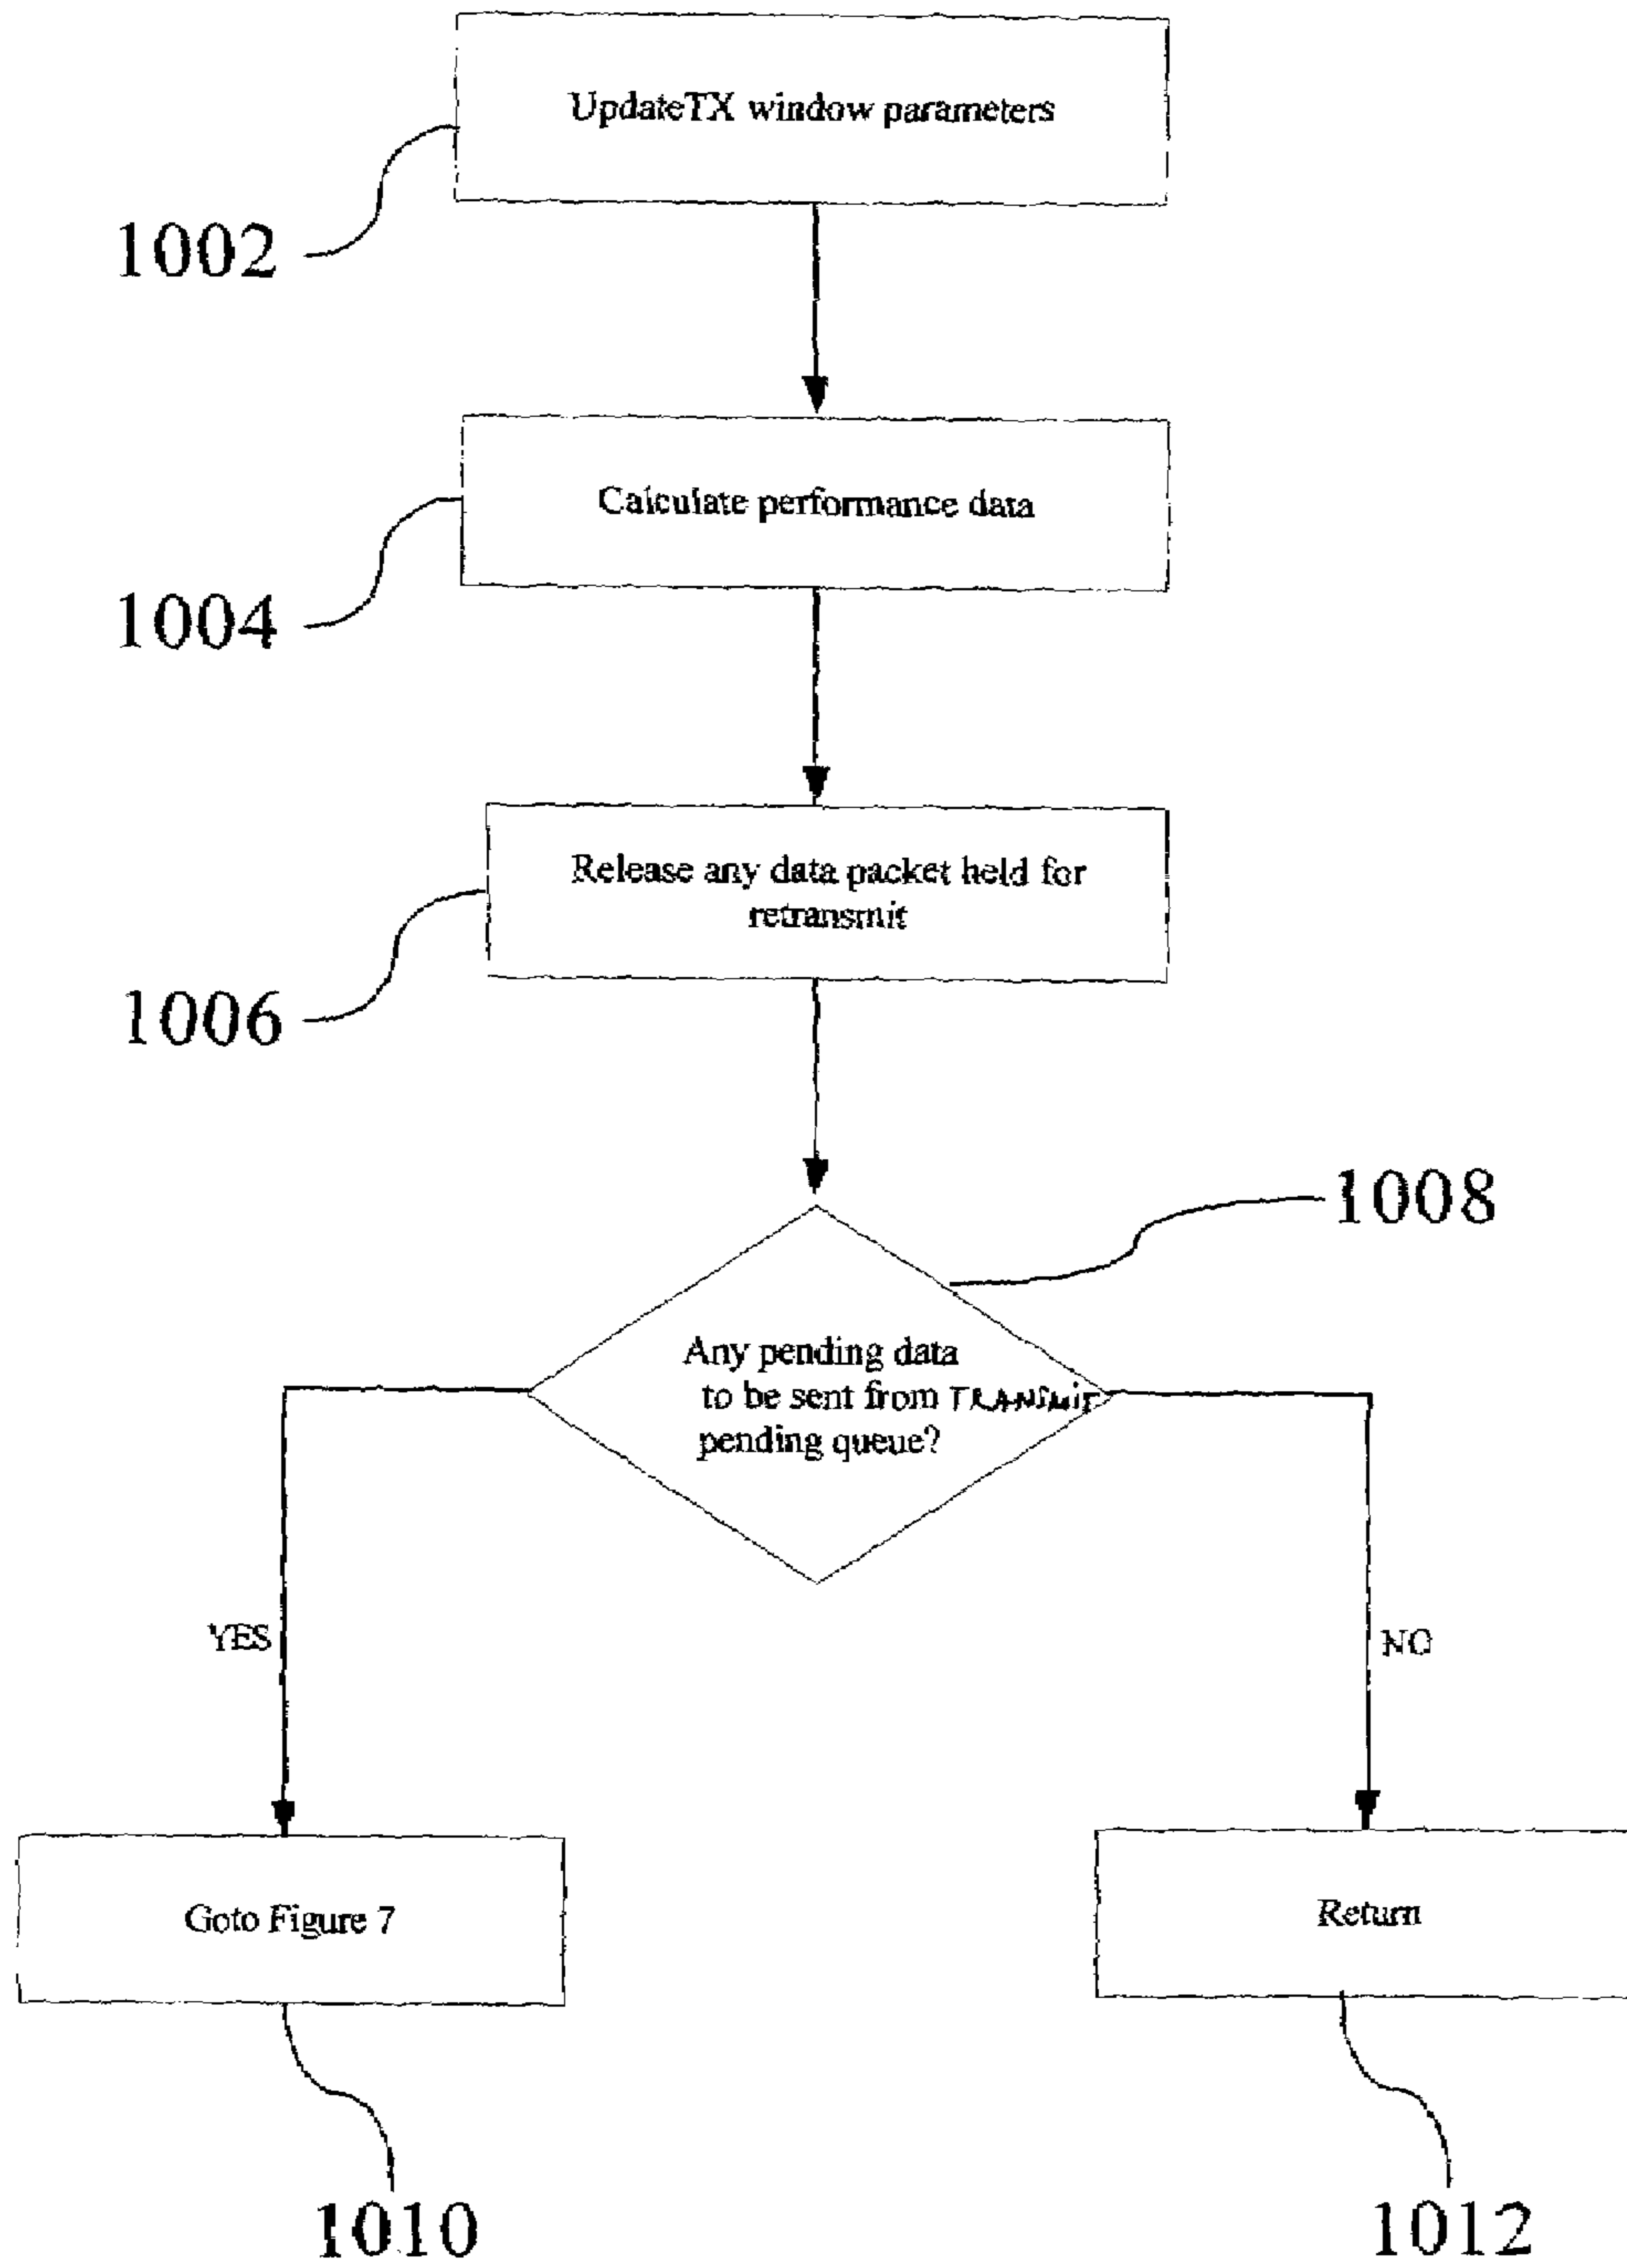 UpdateTX window parameters
1002
Calculate performance data
1004
Release any data packet held for
retransmit
1006
1008
Any pending data
to be sent from TRANSMIT
pending queue?
YES
NO
Goto Figure 7
Return
1010
1012